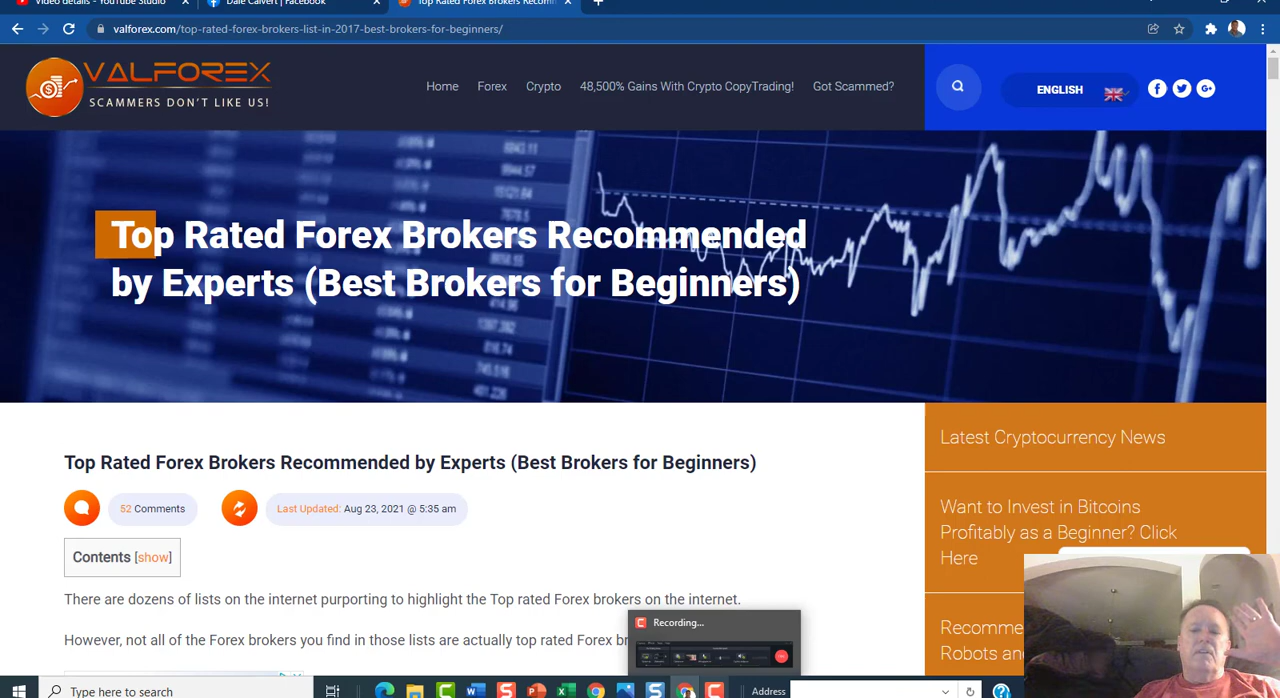 Video details - YouTube Studio
Dale Calvert | Facebook
Top Rated Forex Brokers Recomm
valforex.com/top-rated-forex-brokers-list-in-2017-best-brokers-for-beginners/
VALFOREX
SCAMMERS DON'T LIKE US!
Home
Forex
Crypto
48,500% Gains With Crypto CopyTrading!
Got Scammed?
ENGLISH
Top Rated Forex Brokers Recommended
by Experts (Best Brokers for Beginners)
Top Rated Forex Brokers Recommended by Experts (Best Brokers for Beginners)
52 Comments
Last Updated: Aug 23, 2021 @ 5:35 am
Contents [show]
There are dozens of lists on the internet purporting to highlight the Top rated Forex brokers on the internet.
However, not all of the Forex brokers you find in those lists are actually top rated Forex br
Latest Cryptocurrency News
Want to Invest in Bitcoins
Profitably as a Beginner? Click
Here
Recomme
Robots an
Recording...
Type here to search
Address